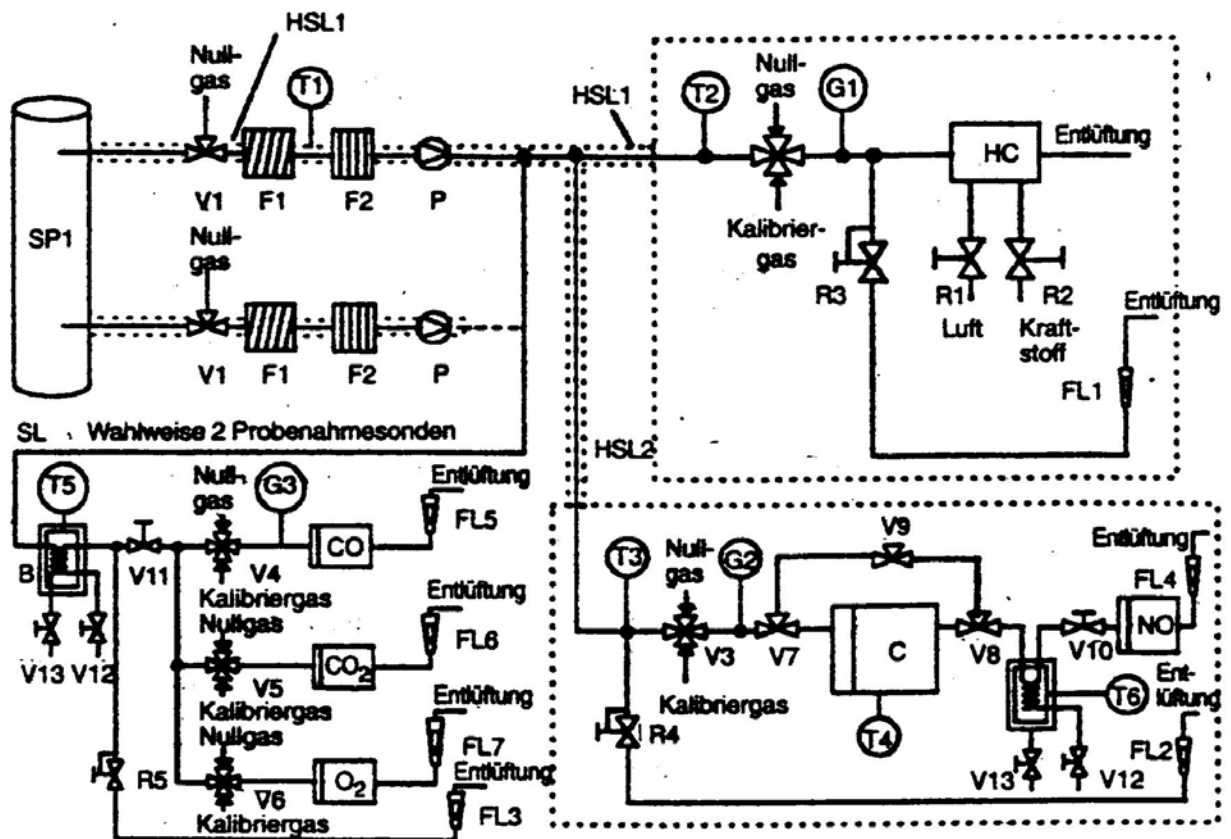 HSL1
Null-
gas
T1
V1
F1
F2
P
SP1
Null-
gas
V1
F1
F2
P
HSL1
T2
Null-
gas
G1
HC
Entlüftung
Kalibrier-
gas
R3
R1
Luft
R2
Kraft-
stoff
Entlüftung
FL1
SL
Wahlweise 2 Probenahmesonden
HSL2
T5
Null-
gas
G3
CO
Entlüftung
FL5
B
V11
V4
Kalibriergas
Nullgas
CO2
Entlüftung
FL6
V13
V12
V5
Kalibriergas
Nullgas
Entlüftung
FL7
R5
V6
O2
Kalibriergas
Entlüftung
FL3
T3
Null-
gas
G2
V9
Entlüftung
FL4
V3
V7
C
V8
V10
NO
Kalibriergas
T4
R4
T6
Ent-
lüftung
FL2
V13
V12